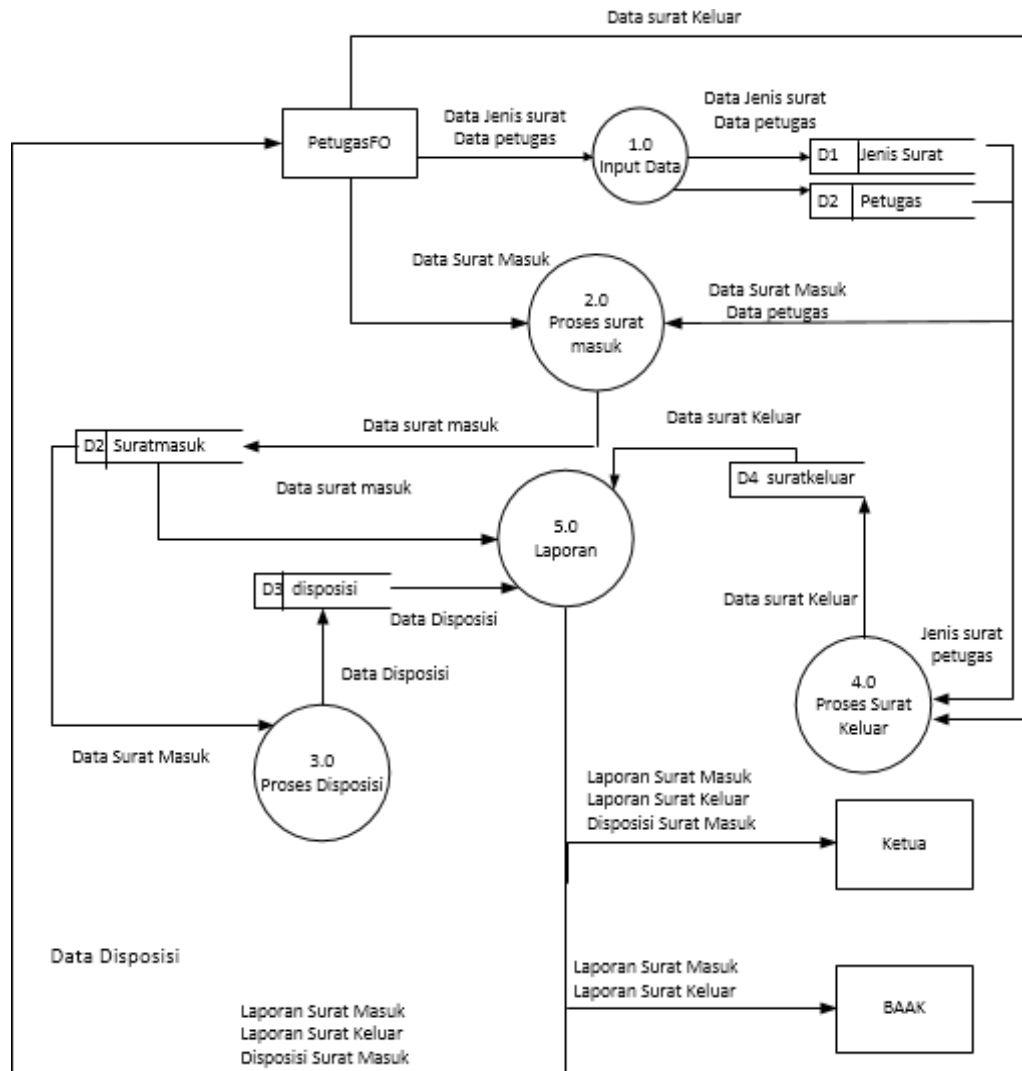 Data surat Keluar
PetugasFO
Data Jenis surat
Data petugas
1.0
Input Data
Data Jenis surat
Data petugas
D1 Jenis Surat
D2 Petugas
Data Surat Masuk
2.0
Proses surat
masuk
Data Surat Masuk
Data petugas
Data surat masuk
D2 Suratmasuk
Data surat Keluar
D4 suratkeluar
Data surat masuk
5.0
Laporan
D3 disposisi
Data Disposisi
Data surat Keluar
Jenis surat
petugas
Data Disposisi
4.0
Proses Surat
Keluar
Data Surat Masuk
3.0
Proses Disposisi
Laporan Surat Masuk
Laporan Surat Keluar
Disposisi Surat Masuk
Ketua
Data Disposisi
Laporan Surat Masuk
Laporan Surat Keluar
BAAK
Laporan Surat Masuk
Laporan Surat Keluar
Disposisi Surat Masuk